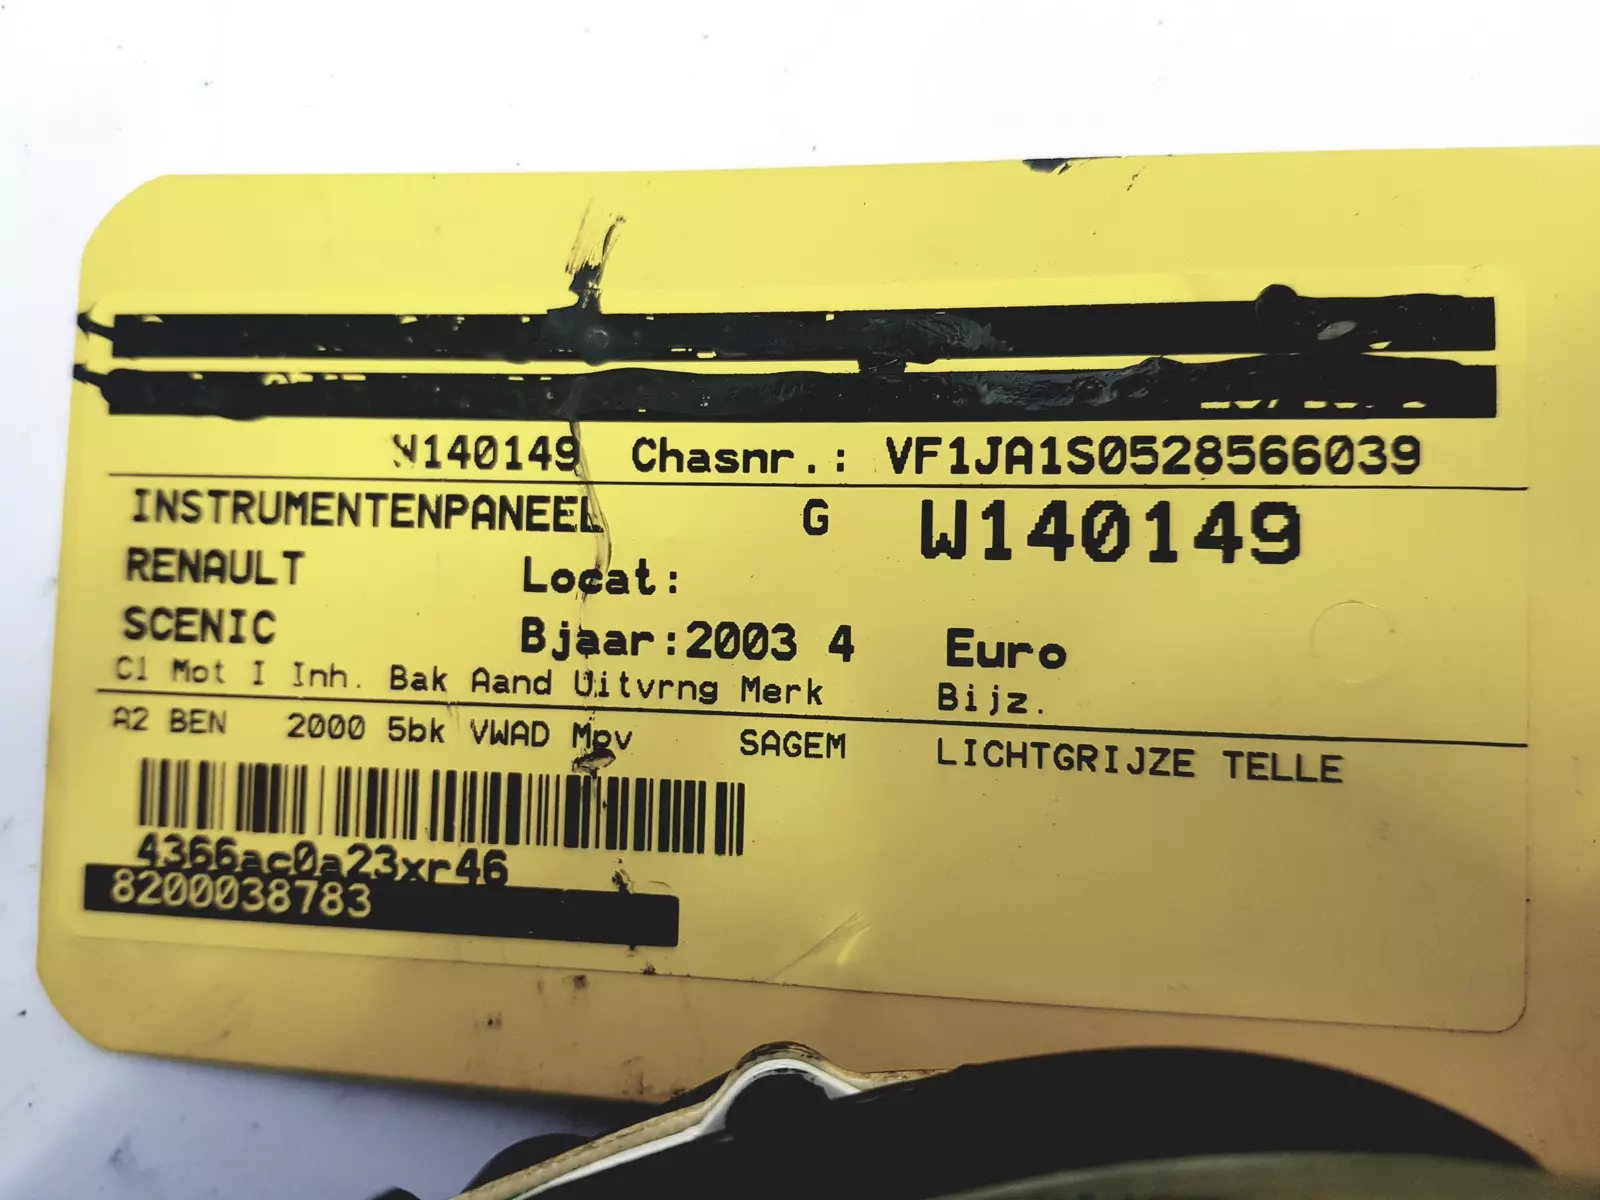 W140149 Chasnr.: VF1JA1S0528566039
INSTRUMENTENPANEEL G W140149
RENAULT Locat:
SCENIC Bjaar:2003 4 Euro
Cl Mot I Inh. Bak Aand Uitvrng Merk Bijz.
A2 BEN 2000 5bk VWAD Mpv SAGEM LICHTGRIJZE TELLE
4366ac0a23xr46
8200038783